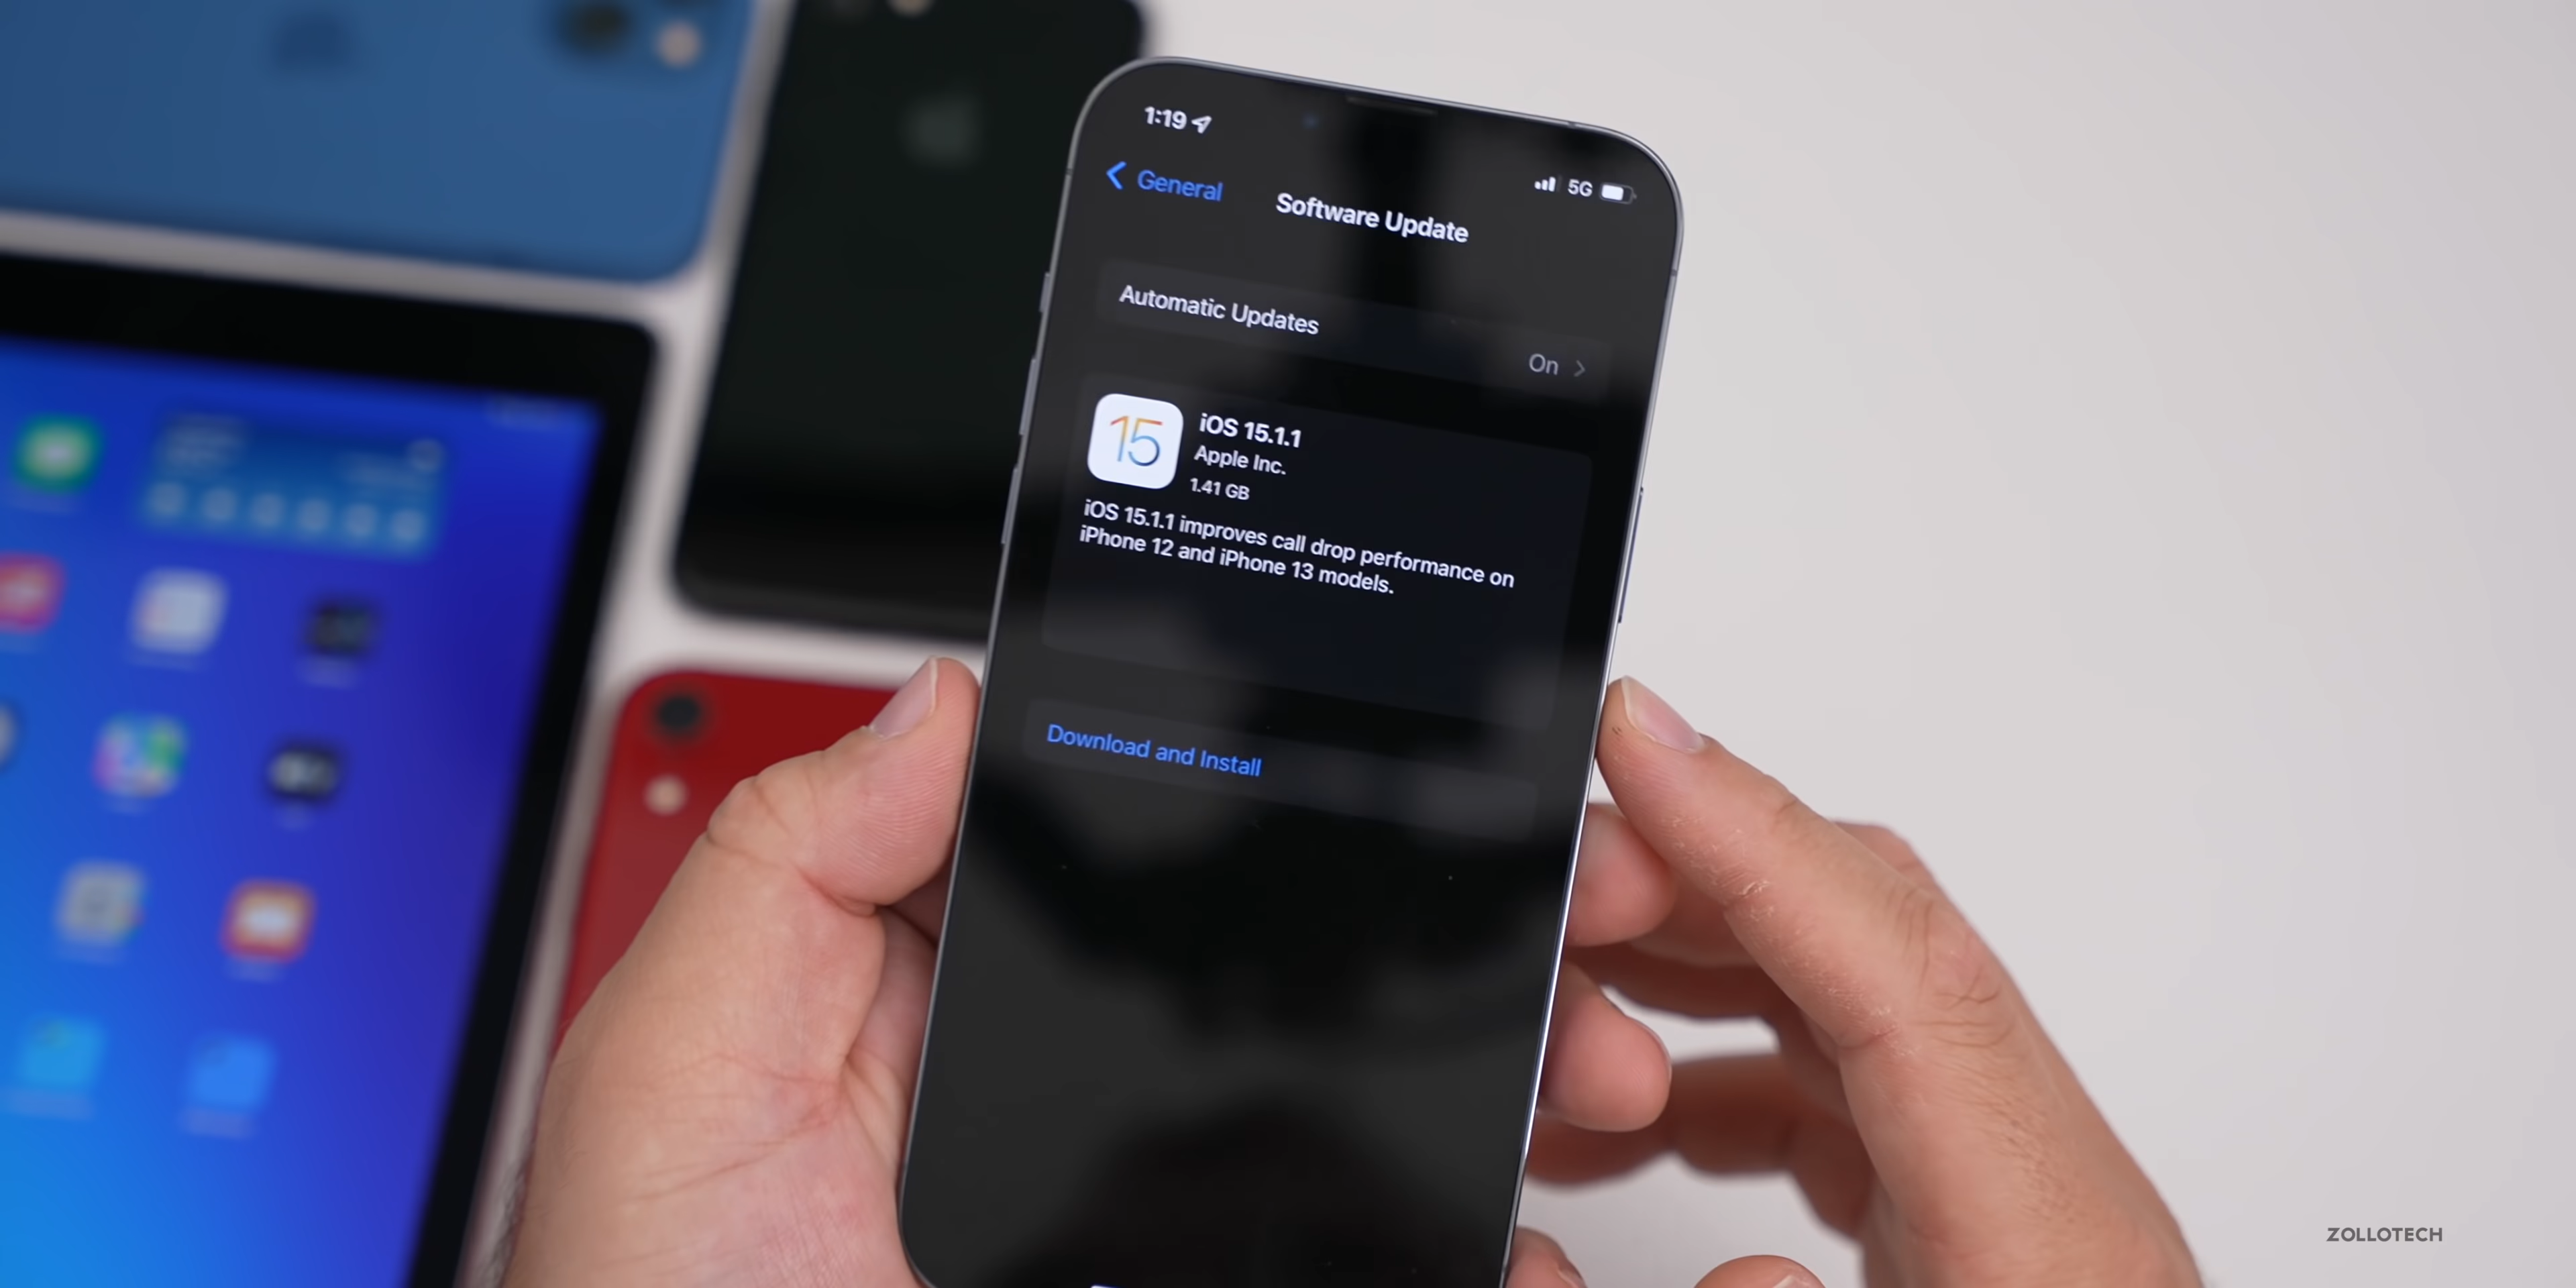 1:19
5G
General
Software Update
Automatic Updates
On
15
iOS 15.1.1
Apple Inc.
1.41 GB
iOS 15.1.1 improves call drop performance on
iPhone 12 and iPhone 13 models.
Download and Install
ZOLLOTECH